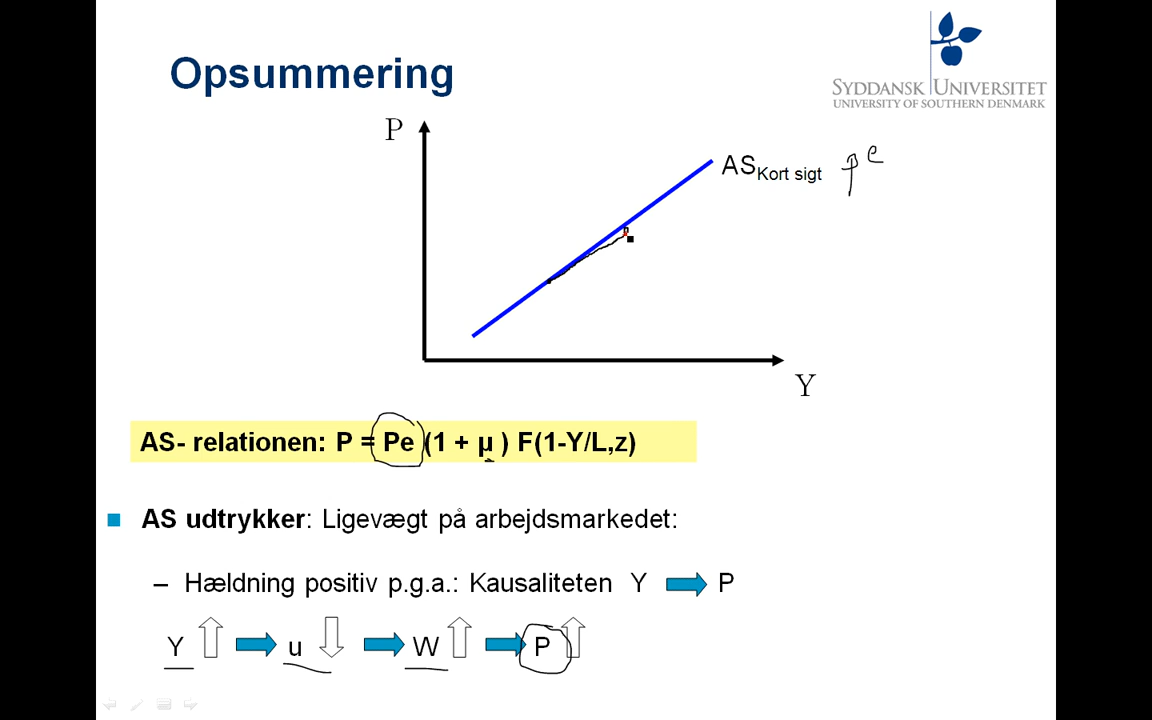 Opsummering
SYDDANSK UNIVERSITET
UNIVERSITY OF SOUTHERN DENMARK
P
AS Kort sigt p e
Y
AS- relationen: P = Pe (1 + µ ) F(1-Y/L,z)
AS udtrykker: Ligevægt på arbejdsmarkedet:
– Hældning positiv p.g.a.: Kausaliteten Y P
Y u W P